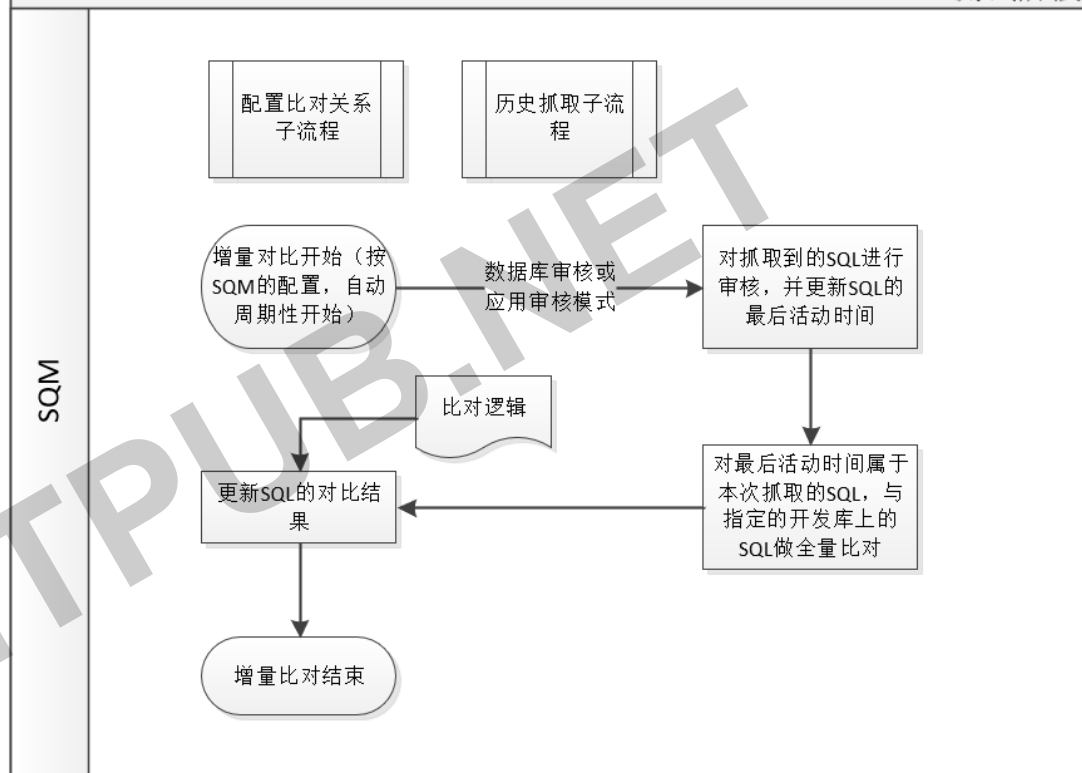 配置比对关系
子流程
历史抓取子流
程
增量对比开始（按
SQM的配置，自动
周期性开始）
数据库审核或
应用审核模式
对抓取到的SQL进行
审核，并更新SQL的
最后活动时间
SQM
比对逻辑
更新SQL的对比结
果
对最后活动时间属于
本次抓取的SQL，与
指定的开发库上的
SQL做全量比对
增量比对结束
TPUB.NET